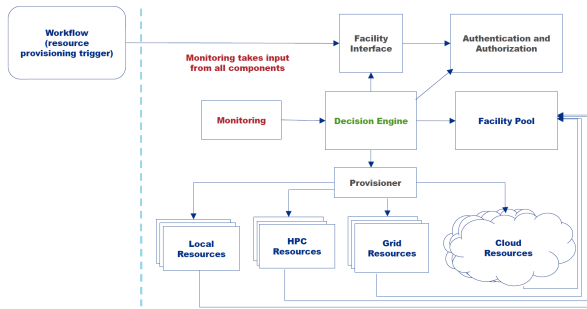 Workflow
(resource
provisioning trigger)
Facility
Interface
Authentication and
Authorization
Monitoring takes input
from all components
Monitoring
Decision Engine
Facility Pool
Provisioner
Local
Resources
HPC
Resources
Grid
Resources
Cloud
Resources